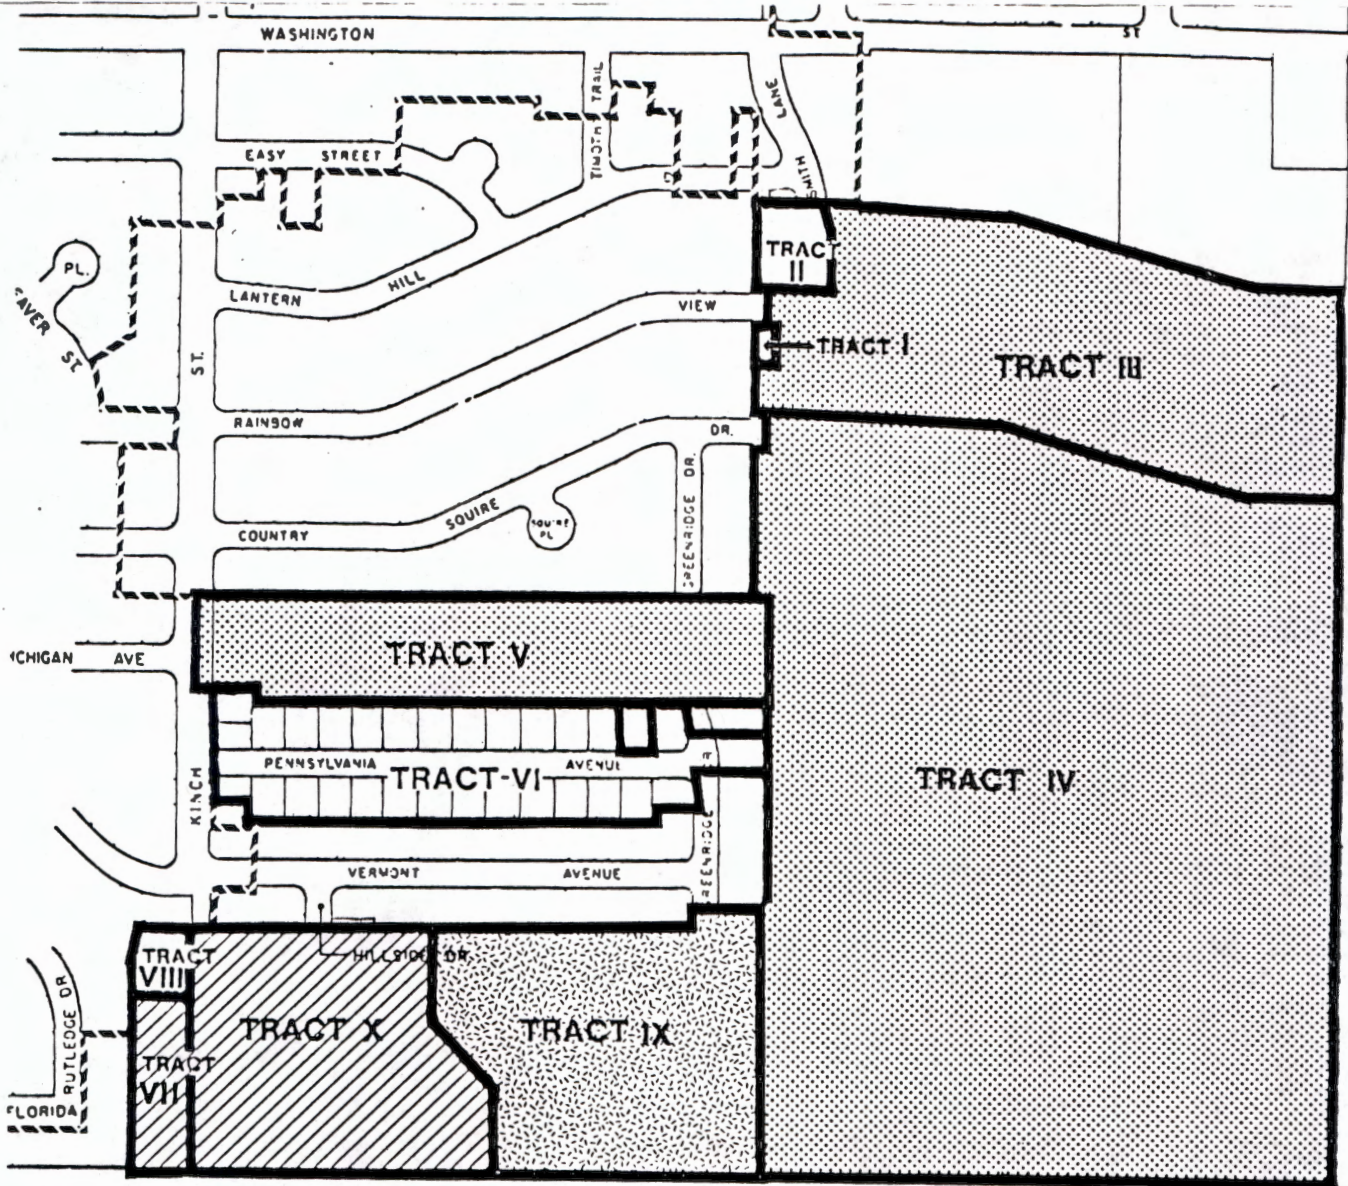 WASHINGTON
ST
LANE
SMITH
TRAIL
EASY STREET
PL.
ST.
LANTERN HILL
VIEW
TRACT
II
TRACT I
TRACT III
ST.
RAINBOW
DR.
GREENRIDGE DR.
COUNTRY SQUIRE
SQUIRE
PL
TRACT V
AVE
PENNSYLVANIA AVENUE
TRACT-VI
TRACT IV
KINCH
VERMONT AVENUE
TRACT
VIII
HILLSIDE DR.
RUTLEDGE DR
TRACT X
TRACT IX
TRACT
VII
FLORIDA